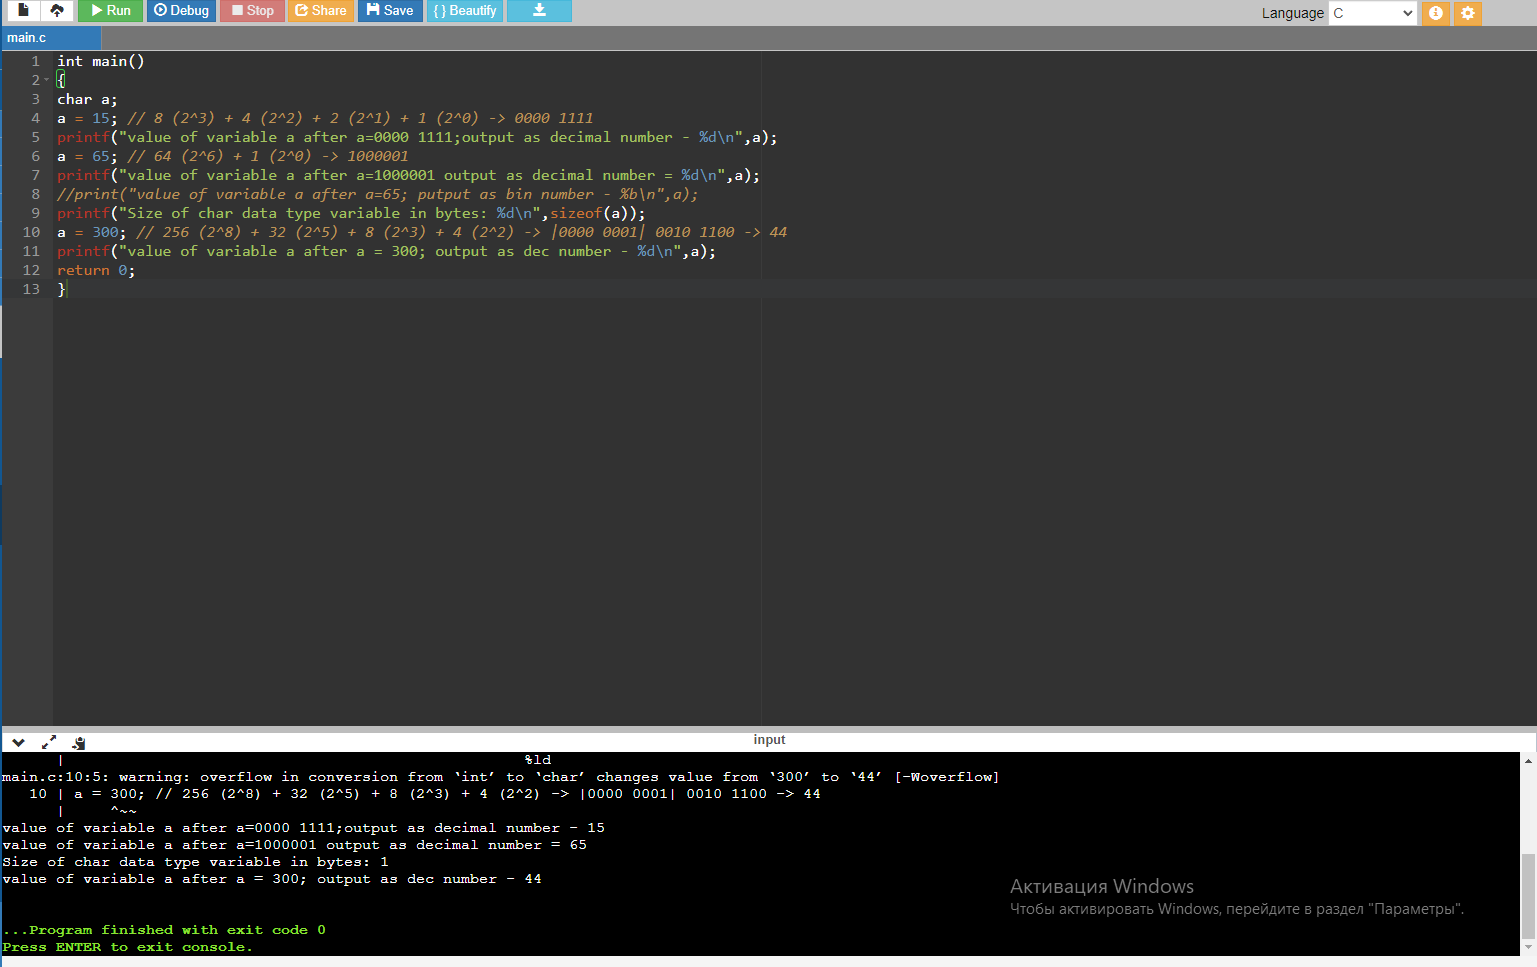 Run Debug Stop Share Save { } Beautify Language C
main.c
1 int main()
2 {
3 char a;
4 a = 15; // 8 (2^3) + 4 (2^2) + 2 (2^1) + 1 (2^0) -> 0000 1111
5 printf("value of variable a after a=0000 1111;output as decimal number - %d\n",a);
6 a = 65; // 64 (2^6) + 1 (2^0) -> 1000001
7 printf("value of variable a after a=1000001 output as decimal number = %d\n",a);
8 //print("value of variable a after a=65; putput as bin number - %b\n",a);
9 printf("Size of char data type variable in bytes: %d\n",sizeof(a));
10 a = 300; // 256 (2^8) + 32 (2^5) + 8 (2^3) + 4 (2^2) -> |0000 0001| 0010 1100 -> 44
11 printf("value of variable a after a = 300; output as dec number - %d\n",a);
12 return 0;
13 }
input
| %ld
main.c:10:5: warning: overflow in conversion from ‘int’ to ‘char’ changes value from ‘300’ to ‘44’ [-Woverflow]
10 | a = 300; // 256 (2^8) + 32 (2^5) + 8 (2^3) + 4 (2^2) -> |0000 0001| 0010 1100 -> 44
| ^~~
value of variable a after a=0000 1111;output as decimal number - 15
value of variable a after a=1000001 output as decimal number = 65
Size of char data type variable in bytes: 1
value of variable a after a = 300; output as dec number - 44
Активация Windows
Чтобы активировать Windows, перейдите в раздел "Параметры".
...Program finished with exit code 0
Press ENTER to exit console.